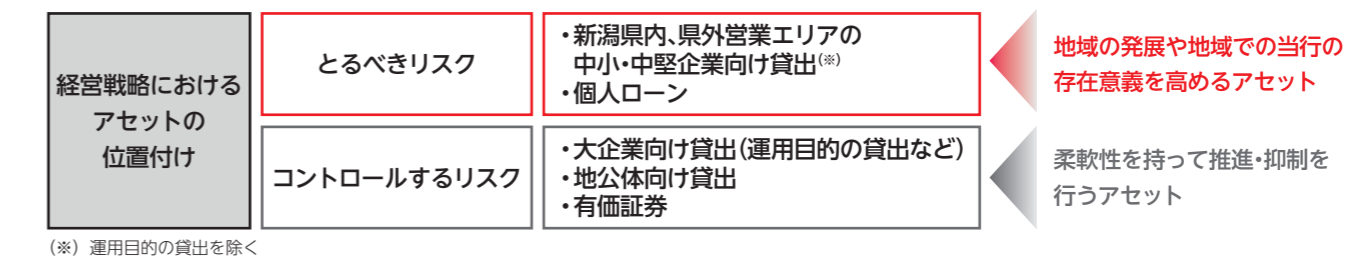 経営戦略における
アセットの
位置付け
とるべきリスク
・新潟県内、県外営業エリアの
中小・中堅企業向け貸出(※)
・個人ローン
地域の発展や地域での当行の
存在意義を高めるアセット
コントロールするリスク
・大企業向け貸出(運用目的の貸出など)
・地公体向け貸出
・有価証券
柔軟性を持って推進・抑制を
行うアセット
(※) 運用目的の貸出を除く